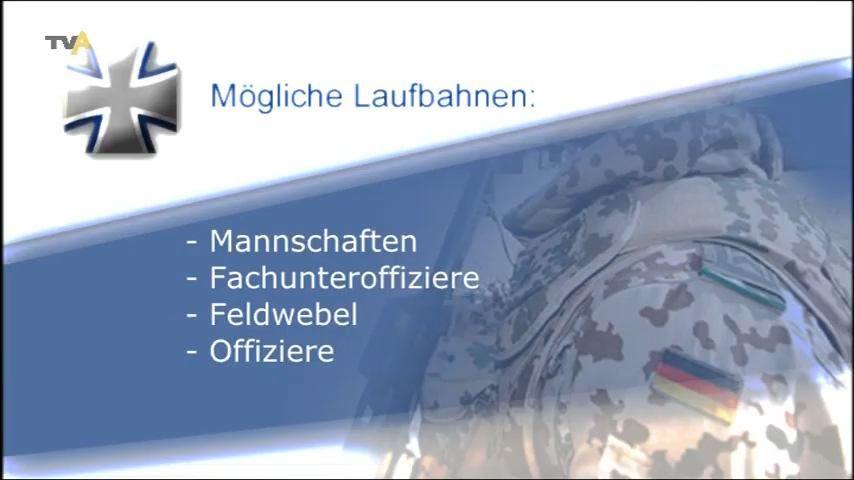 TVA
Mögliche Laufbahnen:
- Mannschaften
- Fachunteroffiziere
- Feldwebel
- Offiziere